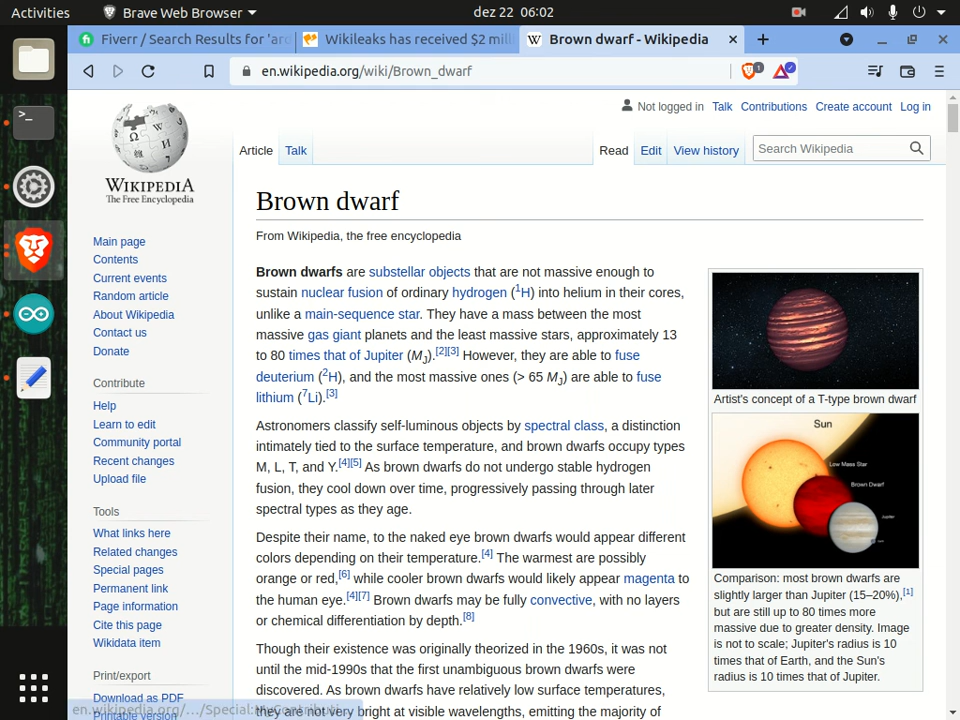 Activities
Brave Web Browser
dez 22 06:02
Fiverr / Search Results for 'ard
Wikileaks has received $2 milli
Brown dwarf - Wikipedia
en.wikipedia.org/wiki/Brown_dwarf
1
Not logged in Talk Contributions Create account Log in
WIKIPEDIA
The Free Encyclopedia
Article Talk
Read Edit View history
Search Wikipedia
Main page
Contents
Current events
Random article
About Wikipedia
Contact us
Donate
Contribute
Help
Learn to edit
Community portal
Recent changes
Upload file
Tools
What links here
Related changes
Special pages
Permanent link
Page information
Cite this page
Wikidata item
Print/export
Download as PDF
Printable version
en.wikipedia.org/.../Special:MyContributi...
Brown dwarf
From Wikipedia, the free encyclopedia
Brown dwarfs are substellar objects that are not massive enough to
sustain nuclear fusion of ordinary hydrogen (¹H) into helium in their cores,
unlike a main-sequence star. They have a mass between the most
massive gas giant planets and the least massive stars, approximately 13
to 80 times that of Jupiter (MJ).[2][3] However, they are able to fuse
deuterium (²H), and the most massive ones (> 65 MJ) are able to fuse
lithium (⁷Li).[3]
Astronomers classify self-luminous objects by spectral class, a distinction
intimately tied to the surface temperature, and brown dwarfs occupy types
M, L, T, and Y.[4][5] As brown dwarfs do not undergo stable hydrogen
fusion, they cool down over time, progressively passing through later
spectral types as they age.
Despite their name, to the naked eye brown dwarfs would appear different
colors depending on their temperature.[4] The warmest are possibly
orange or red,[6] while cooler brown dwarfs would likely appear magenta to
the human eye.[4][7] Brown dwarfs may be fully convective, with no layers
or chemical differentiation by depth.[8]
Though their existence was originally theorized in the 1960s, it was not
until the mid-1990s that the first unambiguous brown dwarfs were
discovered. As brown dwarfs have relatively low surface temperatures,
they are not very bright at visible wavelengths, emitting the majority of
Artist's concept of a T-type brown dwarf
Sun
Low Mass Star
Brown Dwarf
Jupiter
Comparison: most brown dwarfs are
slightly larger than Jupiter (15–20%),[1]
but are still up to 80 times more
massive due to greater density. Image
is not to scale; Jupiter's radius is 10
times that of Earth, and the Sun's
radius is 10 times that of Jupiter.